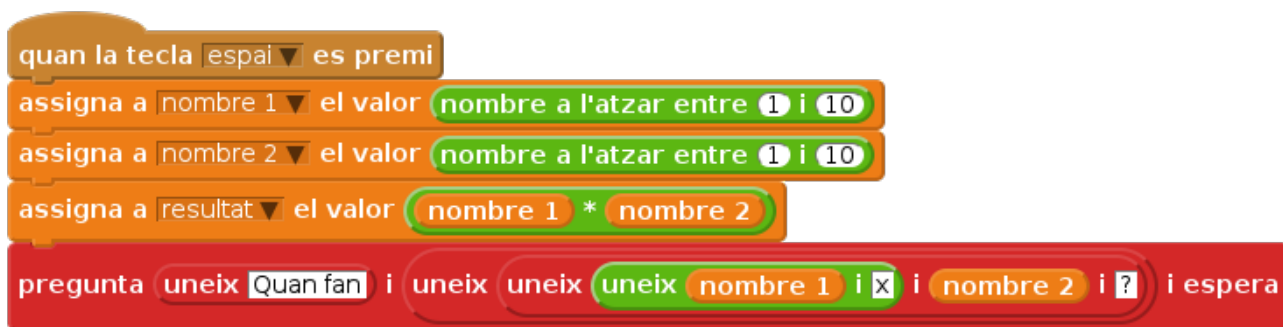 quan la tecla espai es premi
assigna a nombre 1 el valor nombre a l'atzar entre 1 i 10
assigna a nombre 2 el valor nombre a l'atzar entre 1 i 10
assigna a resultat el valor nombre 1 * nombre 2
pregunta uneix Quan fan i uneix uneix uneix nombre 1 i x i nombre 2 i ? i espera